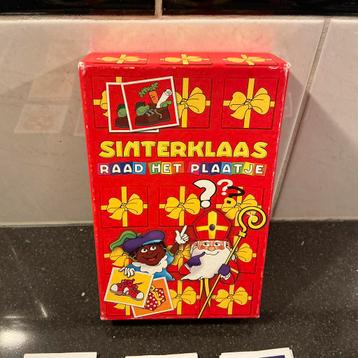 SINTERKLAAS
RAAD HET PLAATJE